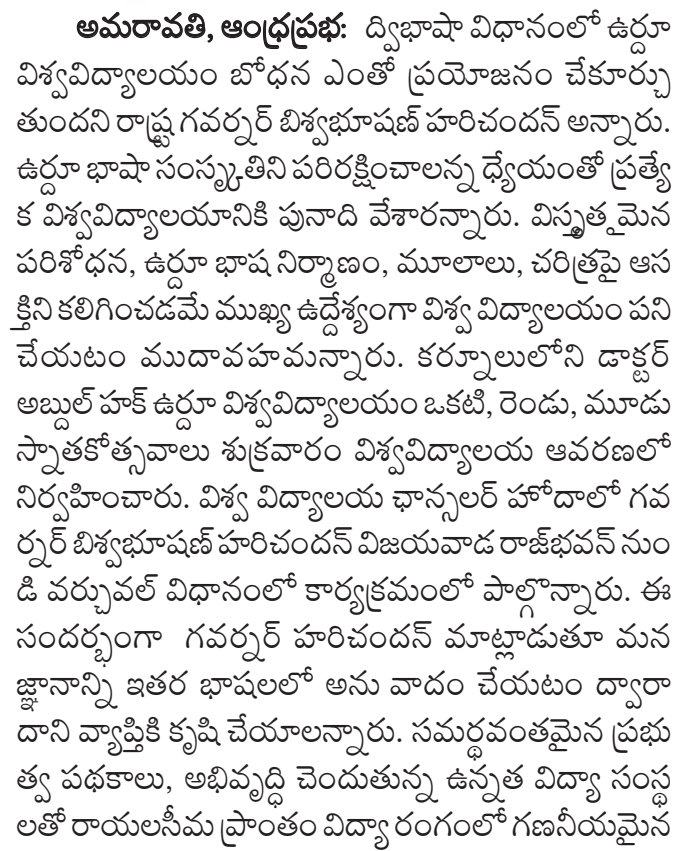 అమరావతి, ఆంధ్రప్రభ: ద్విభాషా విధానంలో ఉర్దూ
విశ్వవిద్యాలయం బోధన ఎంతో ప్రయోజనం చేకూర్చు
తుందని రాష్ట్ర గవర్నర్ బిశ్వభూషణ్ హరిచందన్ అన్నారు.
ఉర్దూ భాషా సంస్కృతిని పరిరక్షించాలన్న ధ్యేయంతో ప్రత్యే
క విశ్వవిద్యాలయానికి పునాది వేశారన్నారు. విస్తృతమైన
పరిశోధన, ఉర్దూ భాష నిర్మాణం, మూలాలు, చరిత్రపై ఆస
క్తిని కలిగించడమే ముఖ్య ఉద్దేశ్యంగా విశ్వ విద్యాలయం పని
చేయటం ముదావహమన్నారు. కర్నూలులోని డాక్టర్
అబ్దుల్ హక్ ఉర్దూ విశ్వవిద్యాలయం ఒకటి, రెండు, మూడు
స్నాతకోత్సవాలు శుక్రవారం విశ్వవిద్యాలయ ఆవరణలో
నిర్వహించారు. విశ్వ విద్యాలయ ఛాన్సలర్ హోదాలో గవ
ర్నర్ బిశ్వభూషణ్ హరిచందన్ విజయవాడ రాజ్‌భవన్ నుం
డి వర్చువల్ విధానంలో కార్యక్రమంలో పాల్గొన్నారు. ఈ
సందర్భంగా గవర్నర్ హరిచందన్ మాట్లాడుతూ మన
జ్ఞానాన్ని ఇతర భాషలలో అను వాదం చేయటం ద్వారా
దాని వ్యాప్తికి కృషి చేయాలన్నారు. సమర్థవంతమైన ప్రభు
త్వ పథకాలు, అభివృద్ధి చెందుతున్న ఉన్నత విద్యా సంస్థ
లతో రాయలసీమ ప్రాంతం విద్యా రంగంలో గణనీయమైన